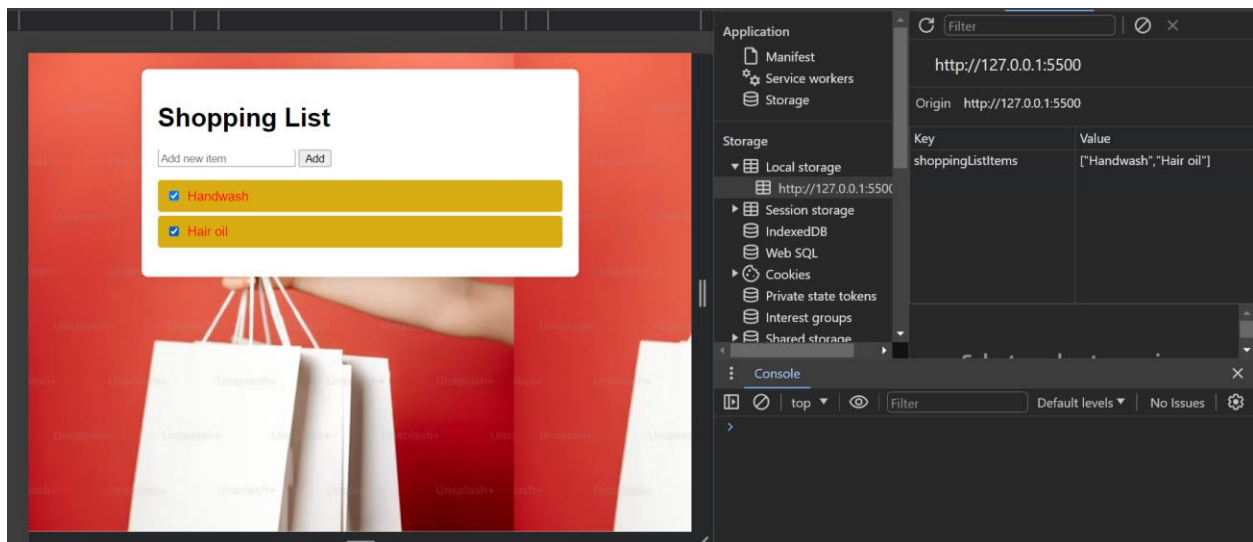 Shopping List
Add new item
Add
Handwash
Hair oil
Unsplash+
Unsplash+
Unsplash+
Application
Manifest
Service workers
Storage
Storage
Local storage
http://127.0.0.1:5500
Session storage
IndexedDB
Web SQL
Cookies
Private state tokens
Interest groups
Shared storage
Filter
http://127.0.0.1:5500
Origin http://127.0.0.1:5500
Key Value
shoppingListItems ["Handwash","Hair oil"]
Console
top Filter Default levels No Issues